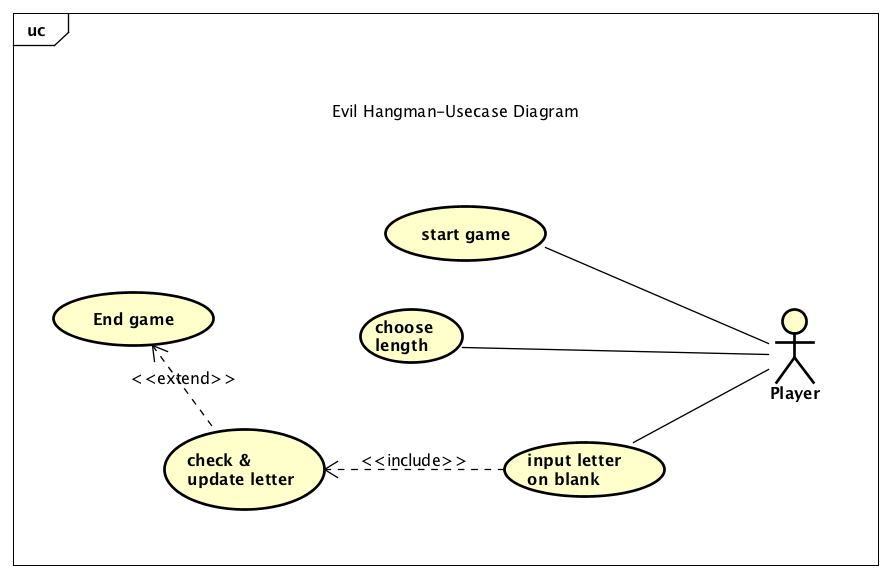 uc
Evil Hangman-Usecase Diagram
start game
End game
choose
length
Player
<<extend>>
check &
update letter
<<include>>
input letter
on blank